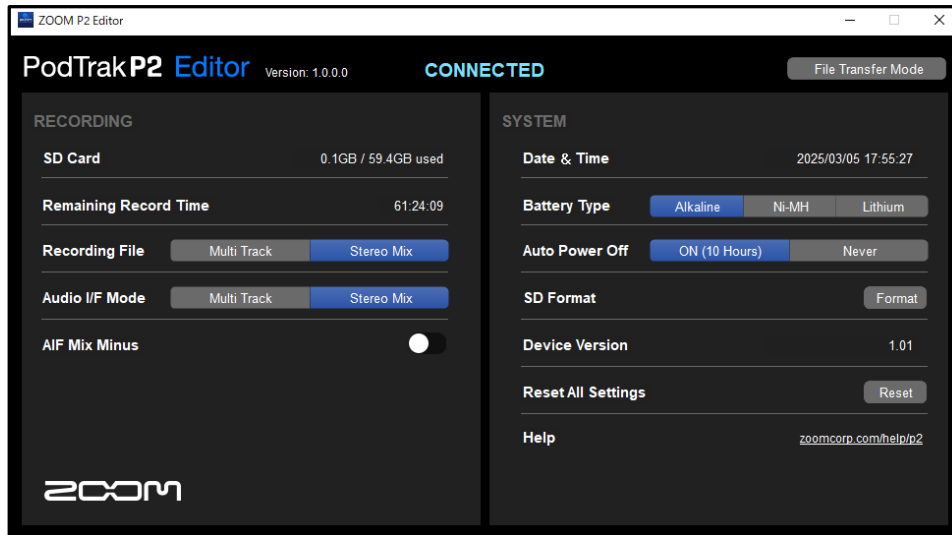 ZOOM P2 Editor
PodTrak P2 Editor Version: 1.0.0.0 CONNECTED File Transfer Mode
RECORDING
SD Card 0.1GB / 59.4GB used
Remaining Record Time 61:24:09
Recording File Multi Track Stereo Mix
Audio I/F Mode Multi Track Stereo Mix
AIF Mix Minus
ZOOM
SYSTEM
Date & Time 2025/03/05 17:55:27
Battery Type Alkaline Ni-MH Lithium
Auto Power Off ON (10 Hours) Never
SD Format Format
Device Version 1.01
Reset All Settings Reset
Help zoomcorp.com/help/p2